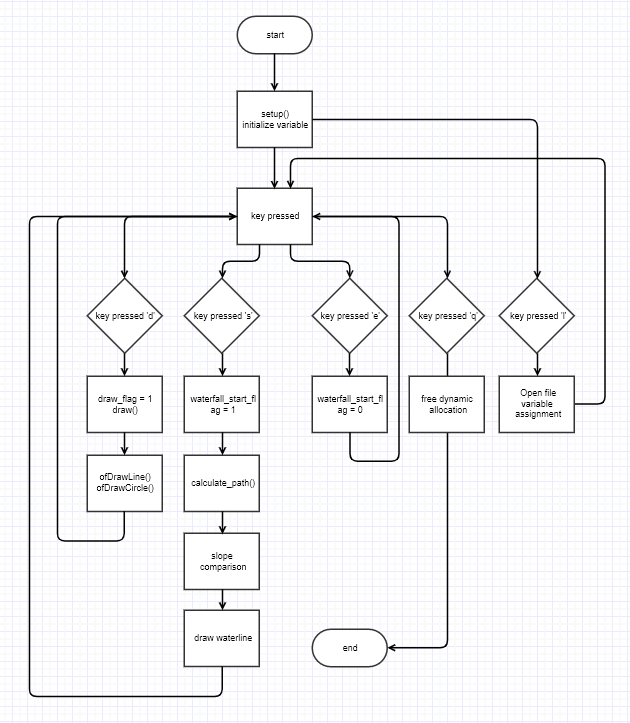 start
setup()
initialize variable
key pressed
key pressed 'd'
key pressed 's'
key pressed 'e'
key pressed 'q'
key pressed 'l'
draw_flag = 1
draw()
waterfall_start_fl
ag = 1
waterfall_start_fl
ag = 0
free dynamic
allocation
Open file
variable
assignment
ofDrawLine()
ofDrawCircle()
calculate_path()
slope
comparison
draw waterline
end